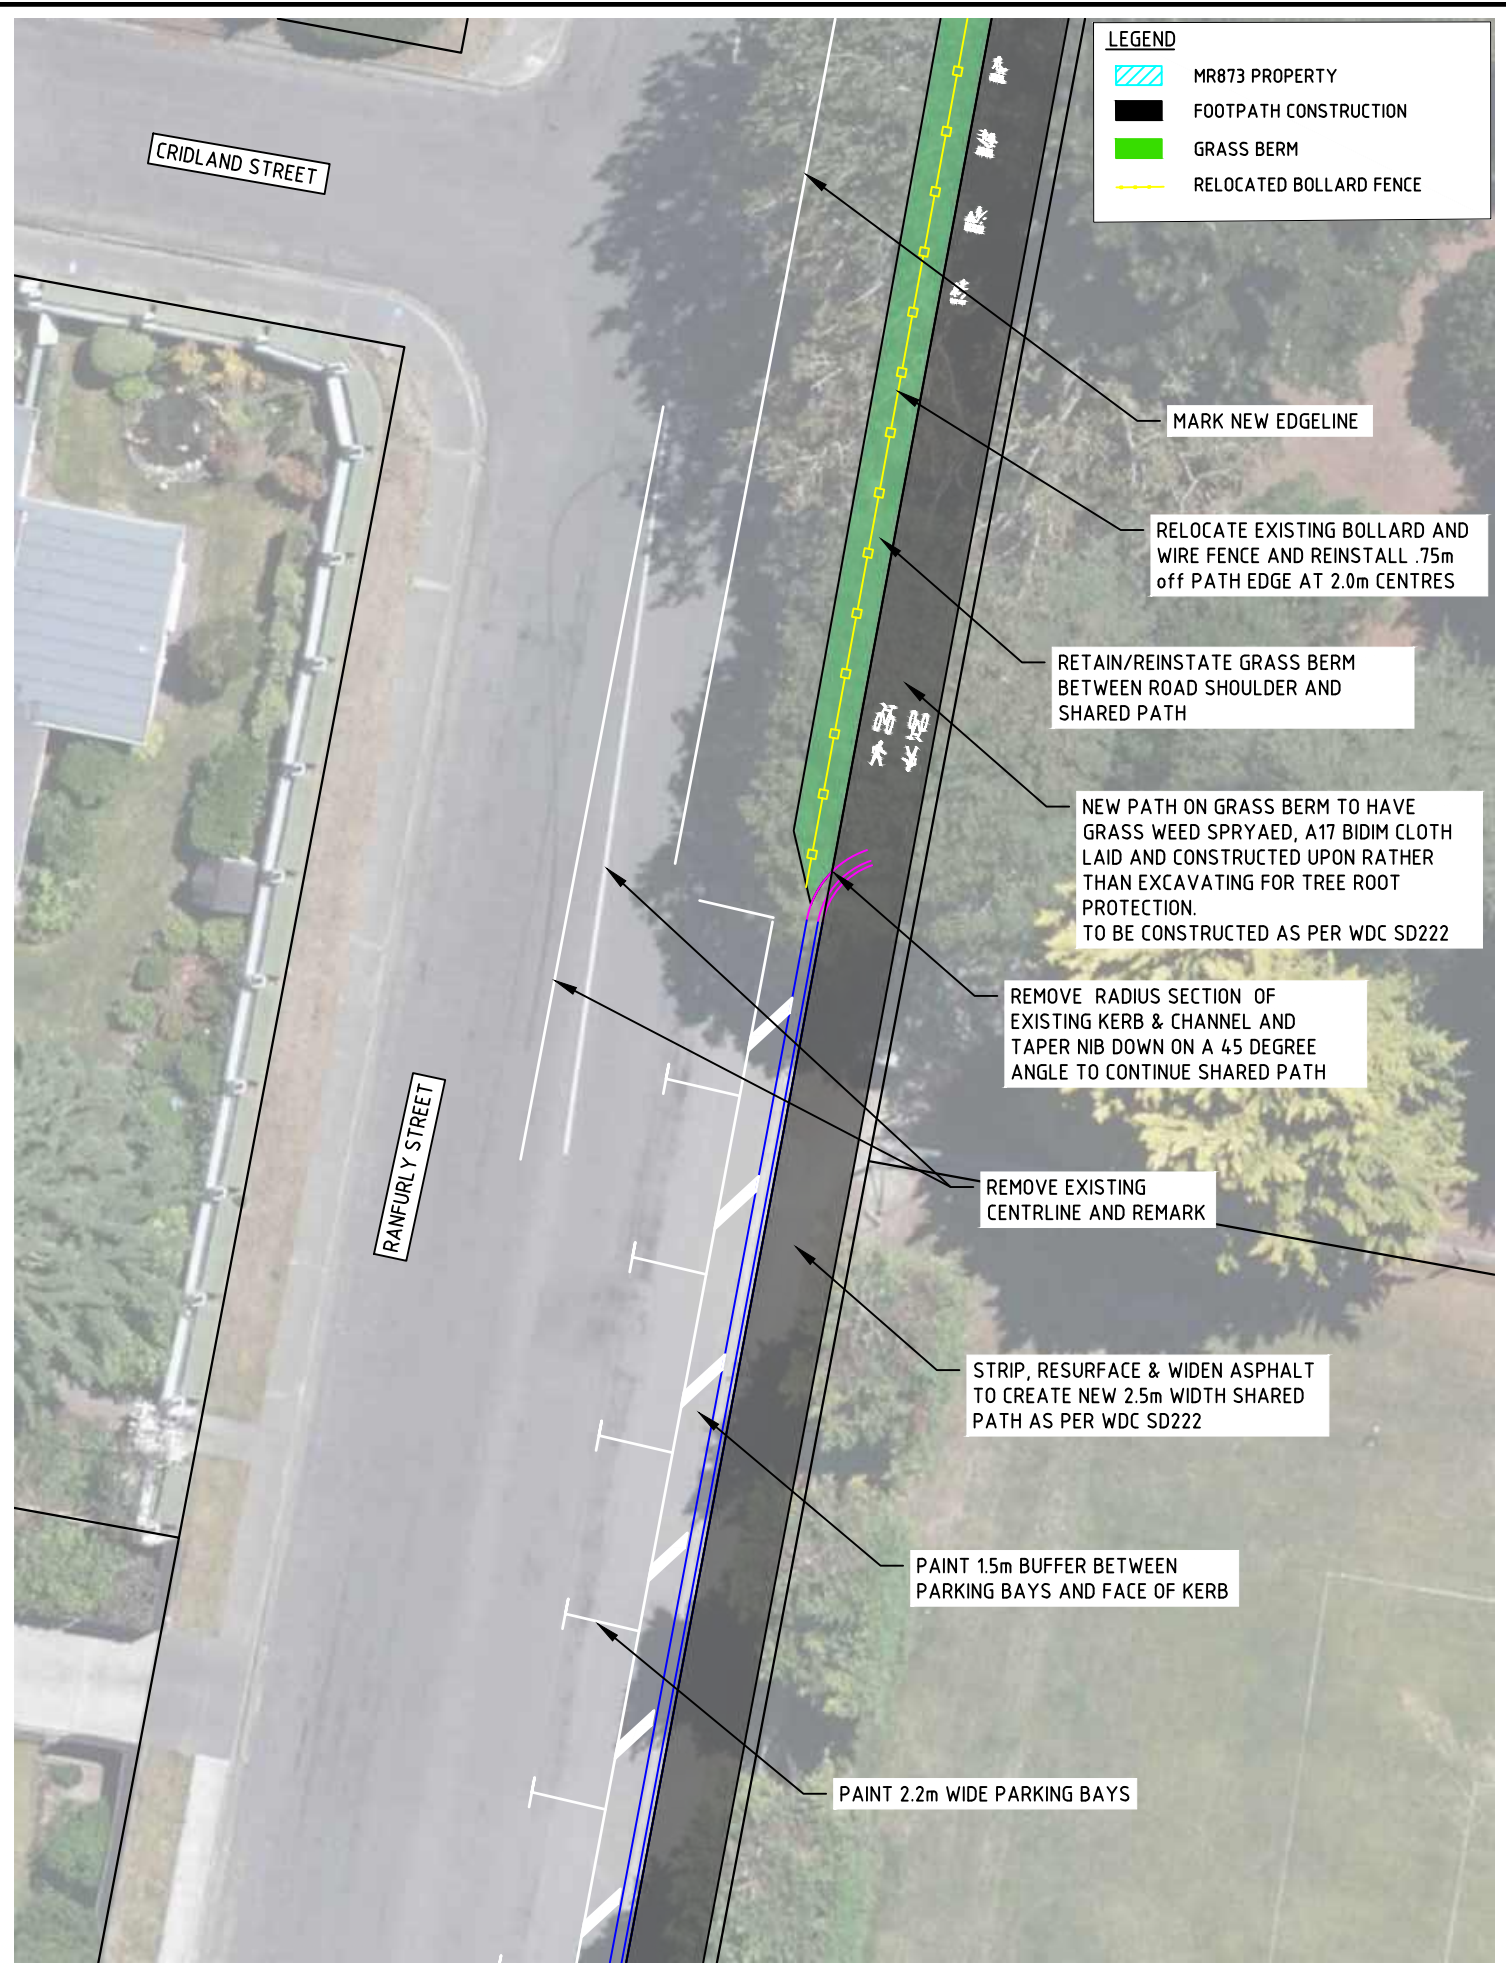 LEGEND
MR873 PROPERTY
FOOTPATH CONSTRUCTION
GRASS BERM
RELOCATED BOLLARD FENCE
CRIDLAND STREET
MARK NEW EDGELINE
RELOCATE EXISTING BOLLARD AND
WIRE FENCE AND REINSTALL .75m
off PATH EDGE AT 2.0m CENTRES
RETAIN/REINSTATE GRASS BERM
BETWEEN ROAD SHOULDER AND
SHARED PATH
NEW PATH ON GRASS BERM TO HAVE
GRASS WEED SPRYAED, A17 BIDIM CLOTH
LAID AND CONSTRUCTED UPON RATHER
THAN EXCAVATING FOR TREE ROOT
PROTECTION.
TO BE CONSTRUCTED AS PER WDC SD222
REMOVE RADIUS SECTION OF
EXISTING KERB & CHANNEL AND
TAPER NIB DOWN ON A 45 DEGREE
ANGLE TO CONTINUE SHARED PATH
RANFURLY STREET
REMOVE EXISTING
CENTRLINE AND REMARK
STRIP, RESURFACE & WIDEN ASPHALT
TO CREATE NEW 2.5m WIDTH SHARED
PATH AS PER WDC SD222
PAINT 1.5m BUFFER BETWEEN
PARKING BAYS AND FACE OF KERB
PAINT 2.2m WIDE PARKING BAYS